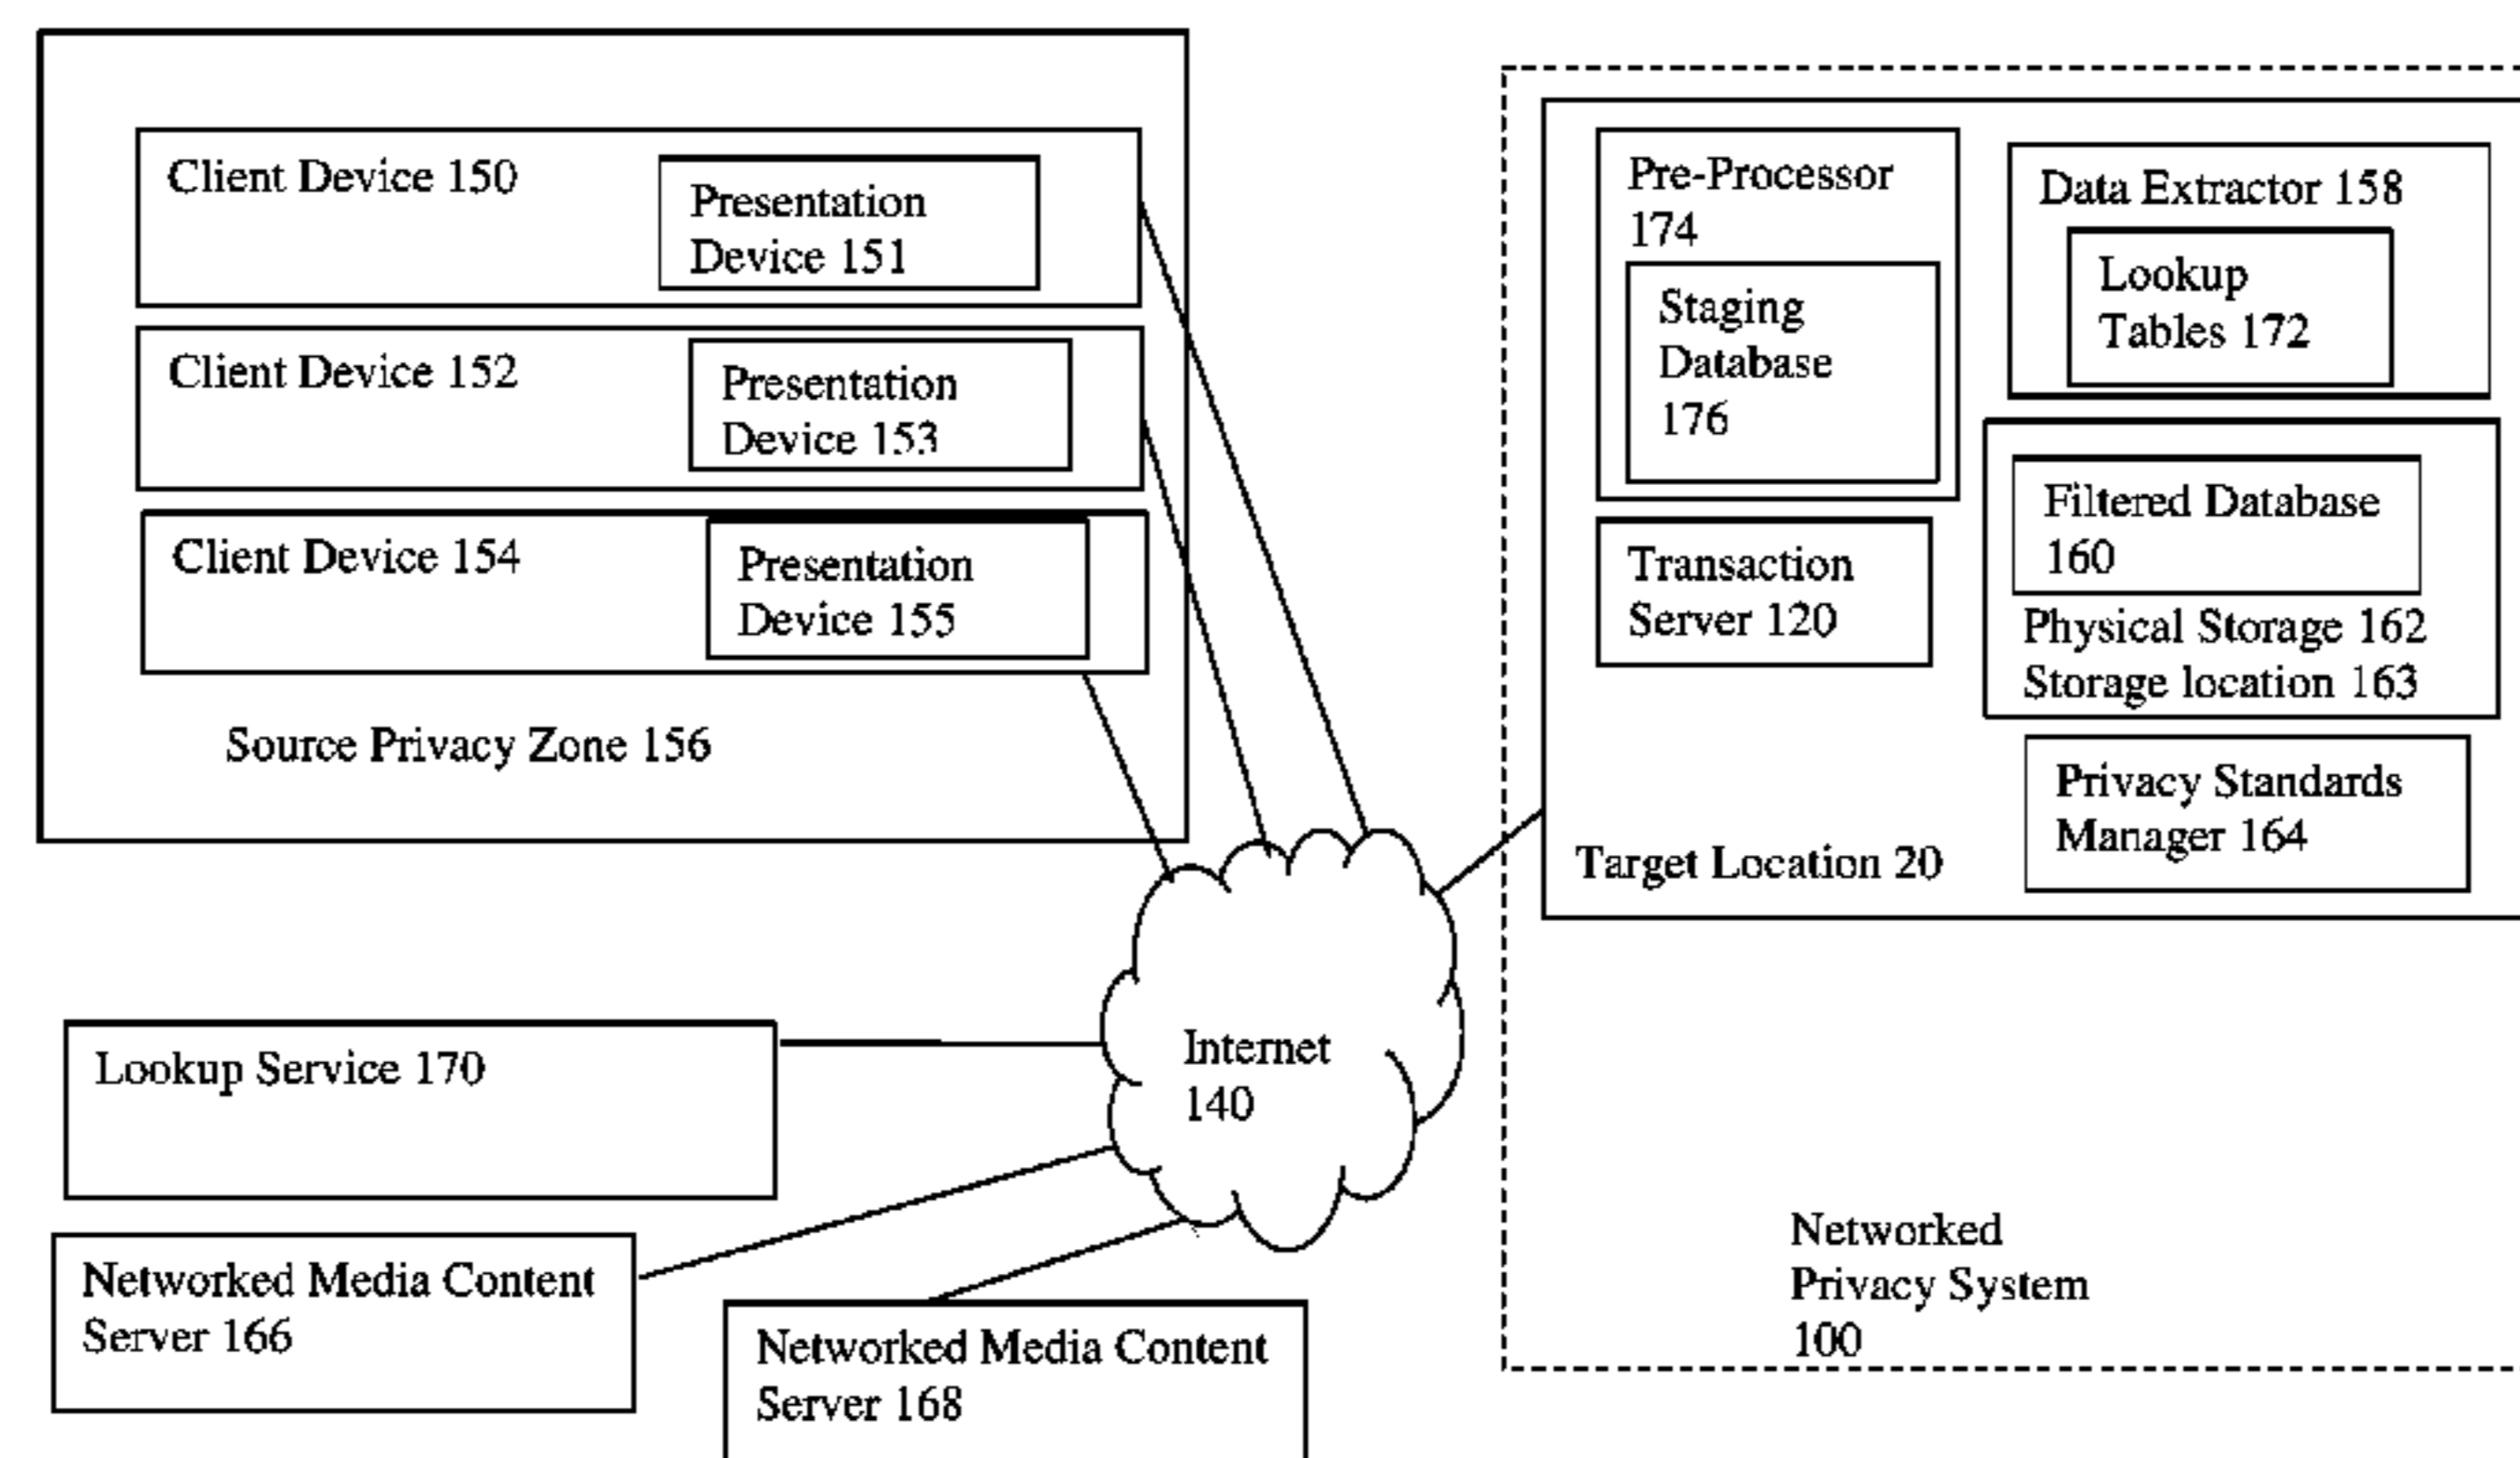 Client Device 150
Presentation
Device 151
Client Device 152
Presentation
Device 153
Client Device 154
Presentation
Device 155
Source Privacy Zone 156
Pre-Processor
174
Staging
Database
176
Transaction
Server 120
Data Extractor 158
Lookup
Tables 172
Filtered Database
160
Physical Storage 162
Storage location 163
Privacy Standards
Manager 164
Target Location 20
Internet
140
Lookup Service 170
Networked Media Content
Server 166
Networked Media Content
Server 168
Networked
Privacy System
100